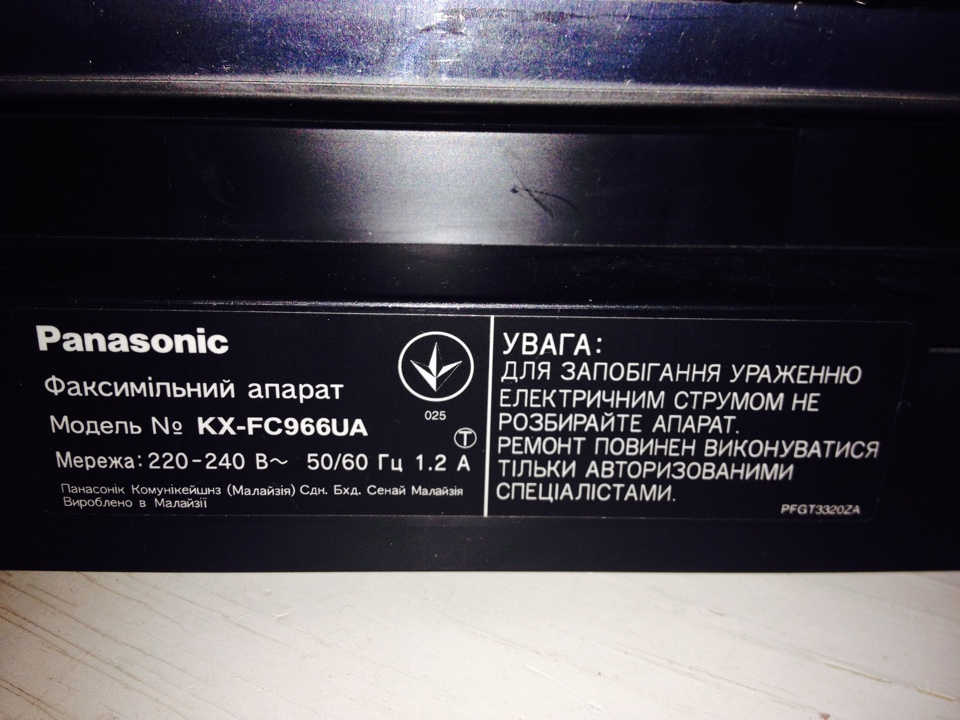 Panasonic
Факсимільний апарат
Модель № KX-FC966UA
025
T
Мережа: 220-240 В~ 50/60 Гц 1.2 А
Панасонік Комунікейшнз (Малайзія) Сдн. Бхд. Сенай Малайзія
Вироблено в Малайзії
УВАГА:
ДЛЯ ЗАПОБІГАННЯ УРАЖЕННЮ
ЕЛЕКТРИЧНИМ СТРУМОМ НЕ
РОЗБИРАЙТЕ АПАРАТ.
РЕМОНТ ПОВИНЕН ВИКОНУВАТИСЯ
ТІЛЬКИ АВТОРИЗОВАНИМИ
СПЕЦІАЛІСТАМИ.
PFGT3320ZA